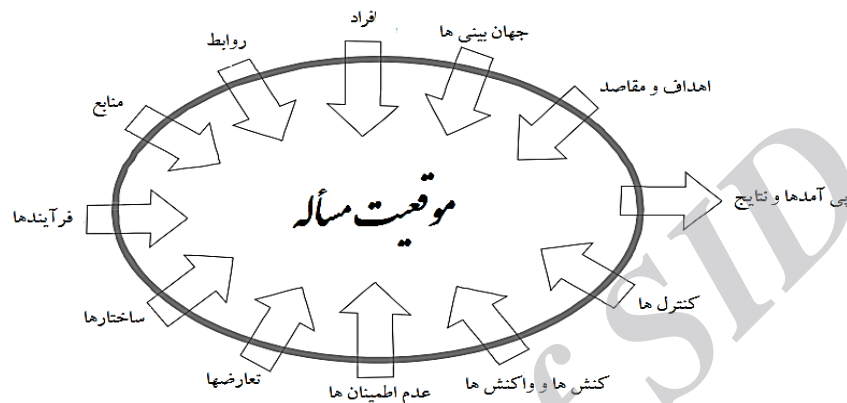 افراد
روابط
جهان بینی ها
منابع
اهداف و مقاصد
موقعیت مسأله
پی آمدها و نتایج
فرآیندها
ساختارها
کنترل ها
تعارضها
عدم اطمینان ها
کنش ها و واکنش ها
f SID